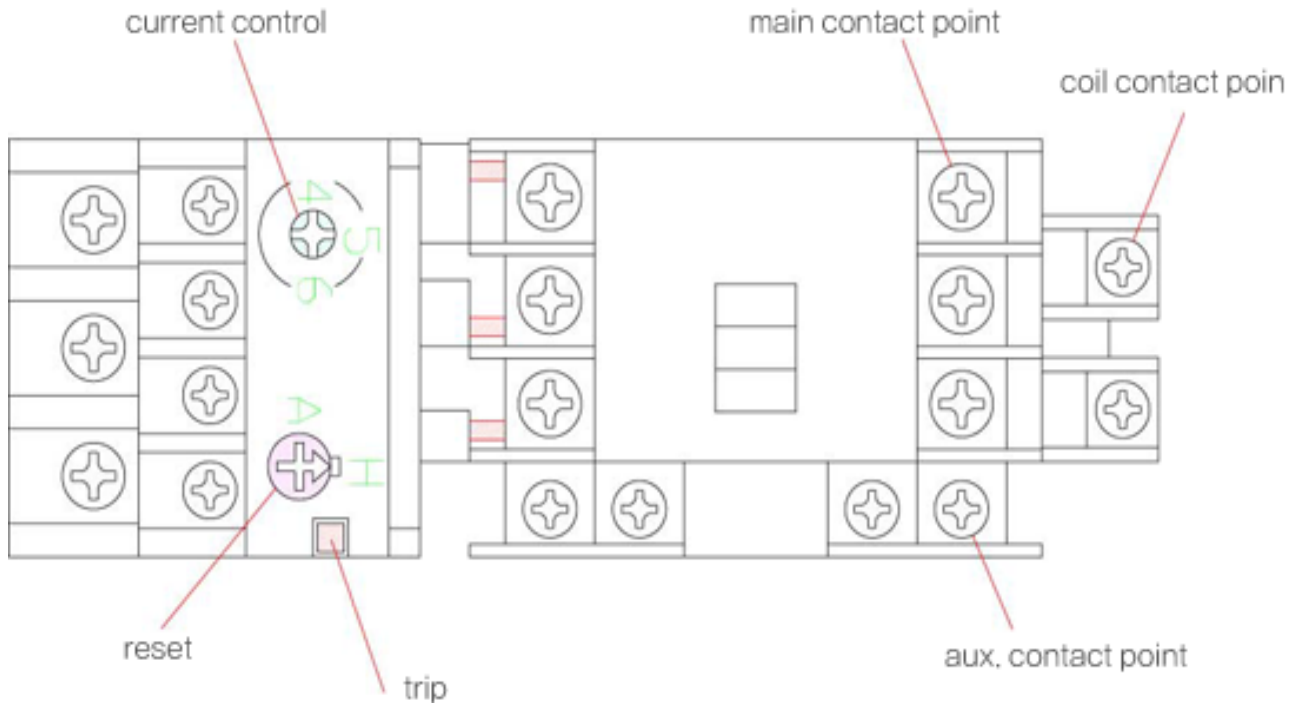 current control
main contact point
coil contact poin
4
5
6
A
H
reset
trip
aux, contact point